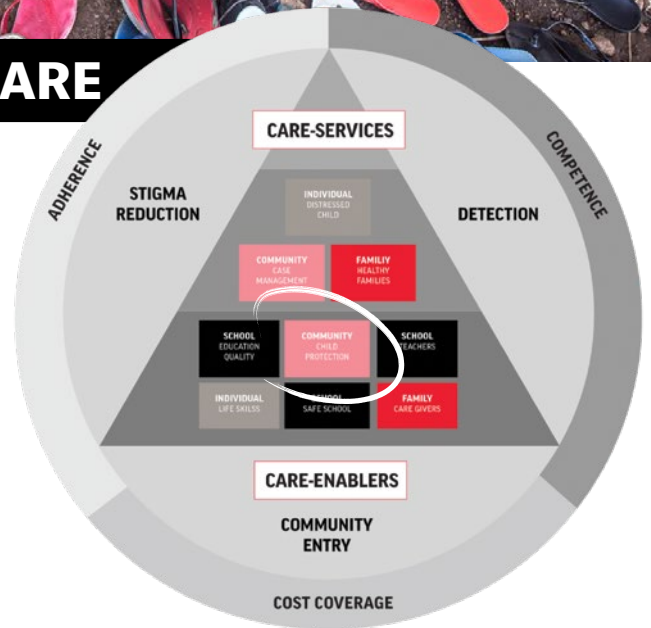 ARE
CARE-SERVICES
ADHERENCE
COMPETENCE
STIGMA
REDUCTION
DETECTION
INDIVIDUAL
DISTRESSED
CHILD
COMMUNITY
CASE
MANAGEMENT
FAMILIY
HEALTHY
FAMILIES
SCHOOL
EDUCATION
QUALITY
COMMUNITY
CHILD
PROTECTION
SCHOOL
TEACHERS
INDIVIDUAL
LIFE SKILSS
SCHOOL
SAFE SCHOOL
FAMILY
CARE GIVERS
CARE-ENABLERS
COMMUNITY
ENTRY
COST COVERAGE